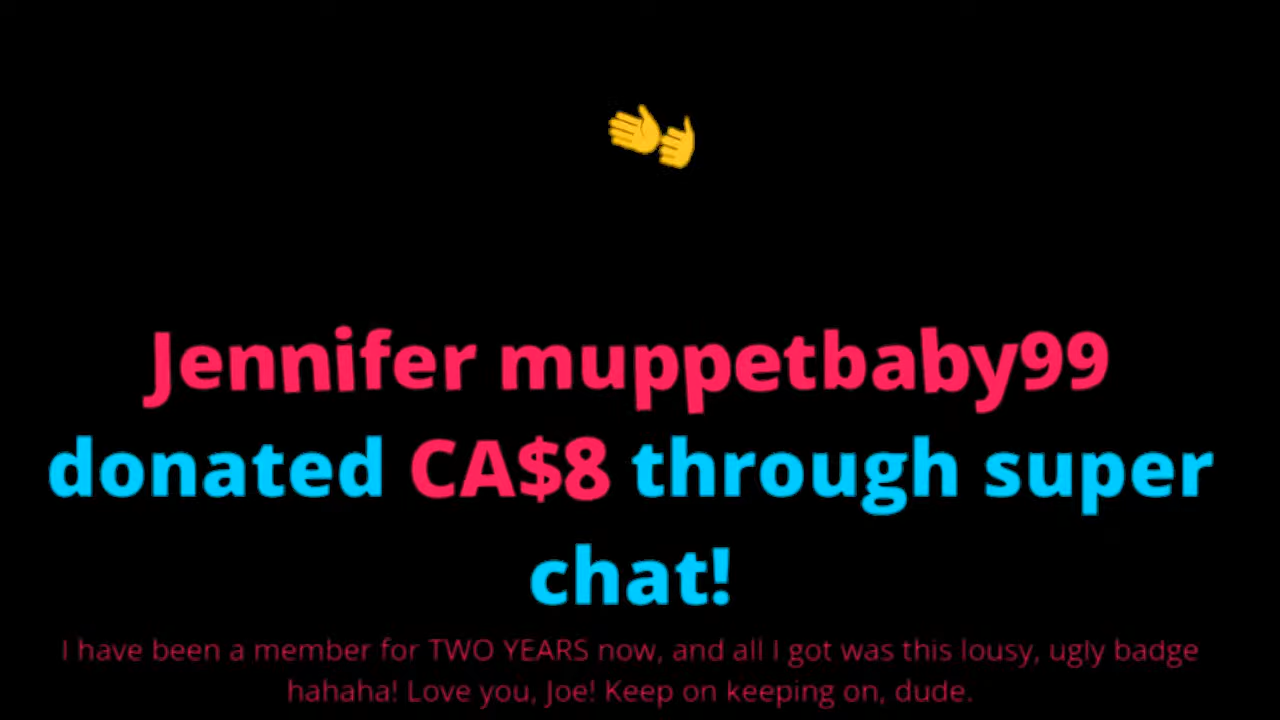 Jennifer muppetbaby99
donated CA$8 through super
chat!
I have been a member for TWO YEARS now, and all I got was this lousy, ugly badge
hahaha! Love you, Joe! Keep on keeping on, dude.